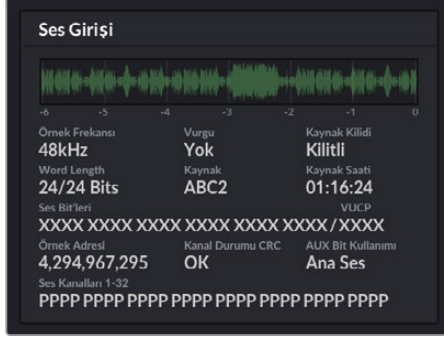 Ses Girişi
-6 -5 -4 -3 -2 -1 0
Örnek Frekansı Vurgu Kaynak Kilidi
48kHz Yok Kilitli
Word Length Kaynak Kaynak Saati
24/24 Bits ABC2 01:16:24
Ses Bit'leri VUCP
XXXX XXXX XXXX XXXX XXXX XXXX/XXXX
Örnek Adresi Kanal Durumu CRC AUX Bit Kullanımı
4,294,967,295 OK Ana Ses
Ses Kanalları 1-32
PPPP PPPP PPPP PPPP PPPP PPPP PPPP PPPP